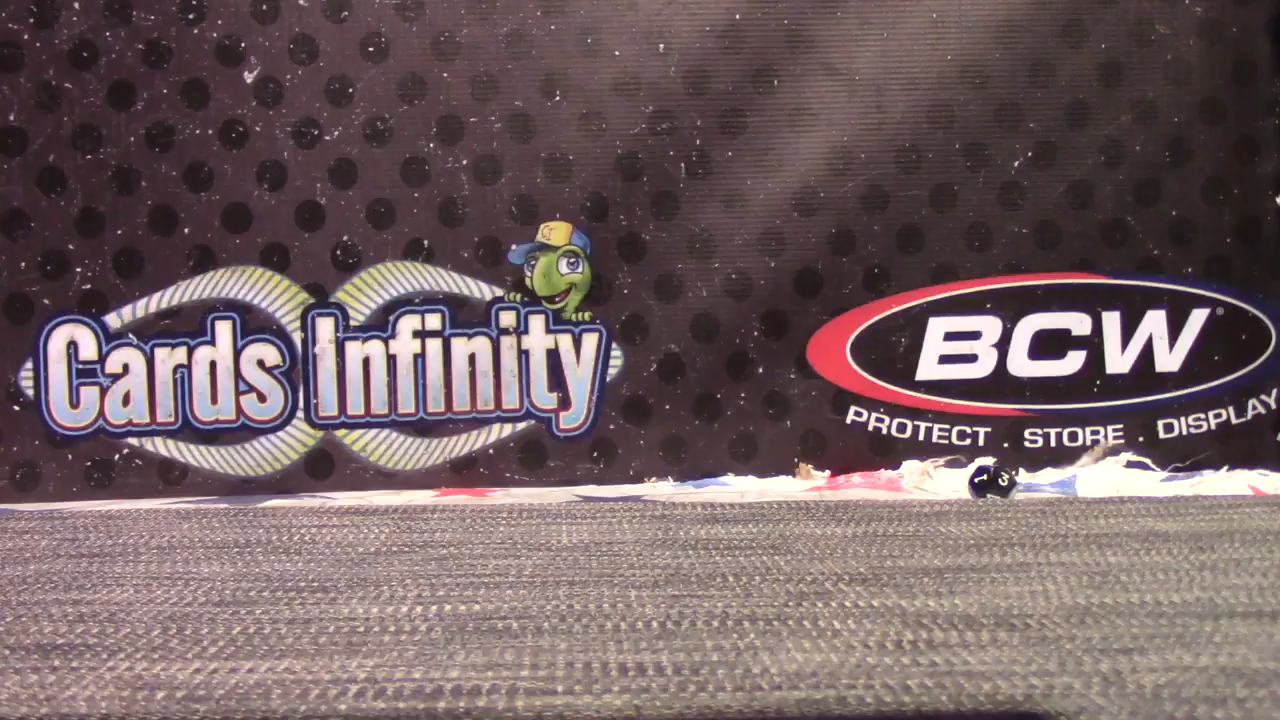 Cards Infinity
BCW
PROTECT . STORE . DISPLAY